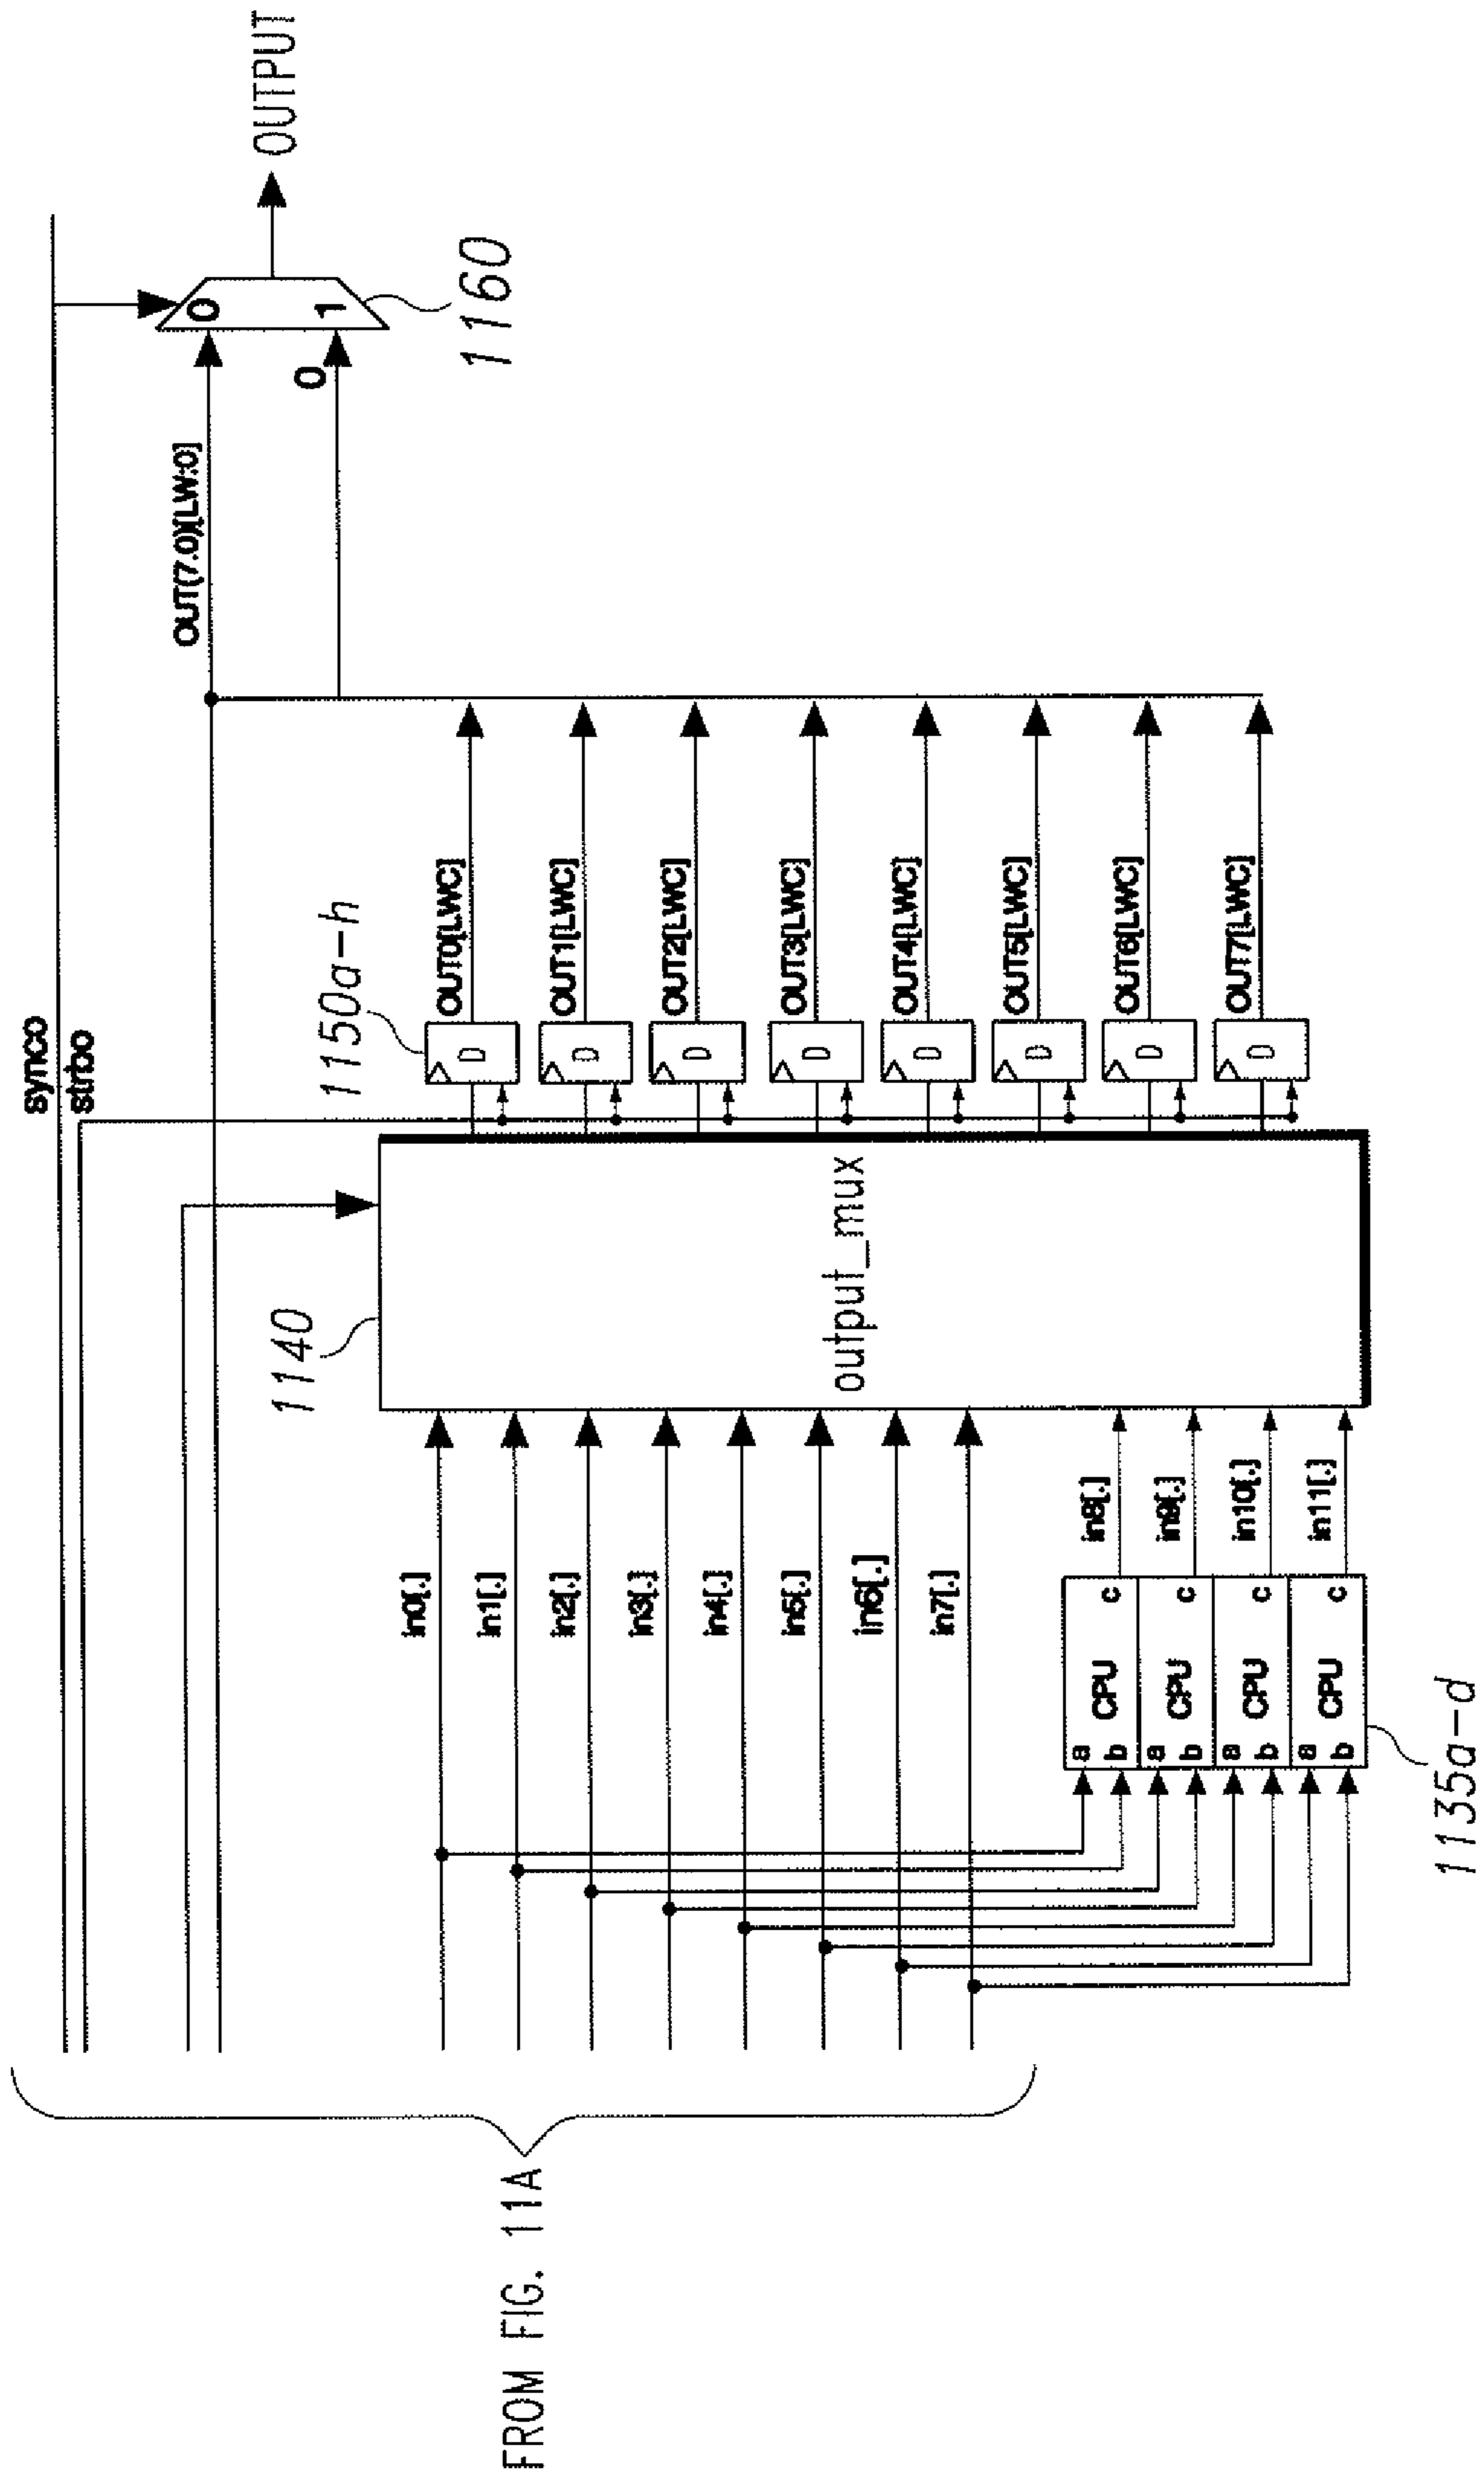 FROM FIG. 11A
synco
strbo
in0[.]
in1[.]
in2[.]
in3[.]
in4[.]
in5[.]
in6[.]
in7[.]
a
b
CPU
c
a
b
CPU
c
a
b
CPU
c
a
b
CPU
c
1135a-d
in8[.]
in9[.]
in10[.]
in11[.]
1140
output_mux
1150a-h
D
D
D
D
D
D
D
D
OUT0[LWC]
OUT1[LWC]
OUT2[LWC]
OUT3[LWC]
OUT4[LWC]
OUT5[LWC]
OUT6[LWC]
OUT7[LWC]
OUT(7.0)[LW:0]
0
0
1
1160
OUTPUT